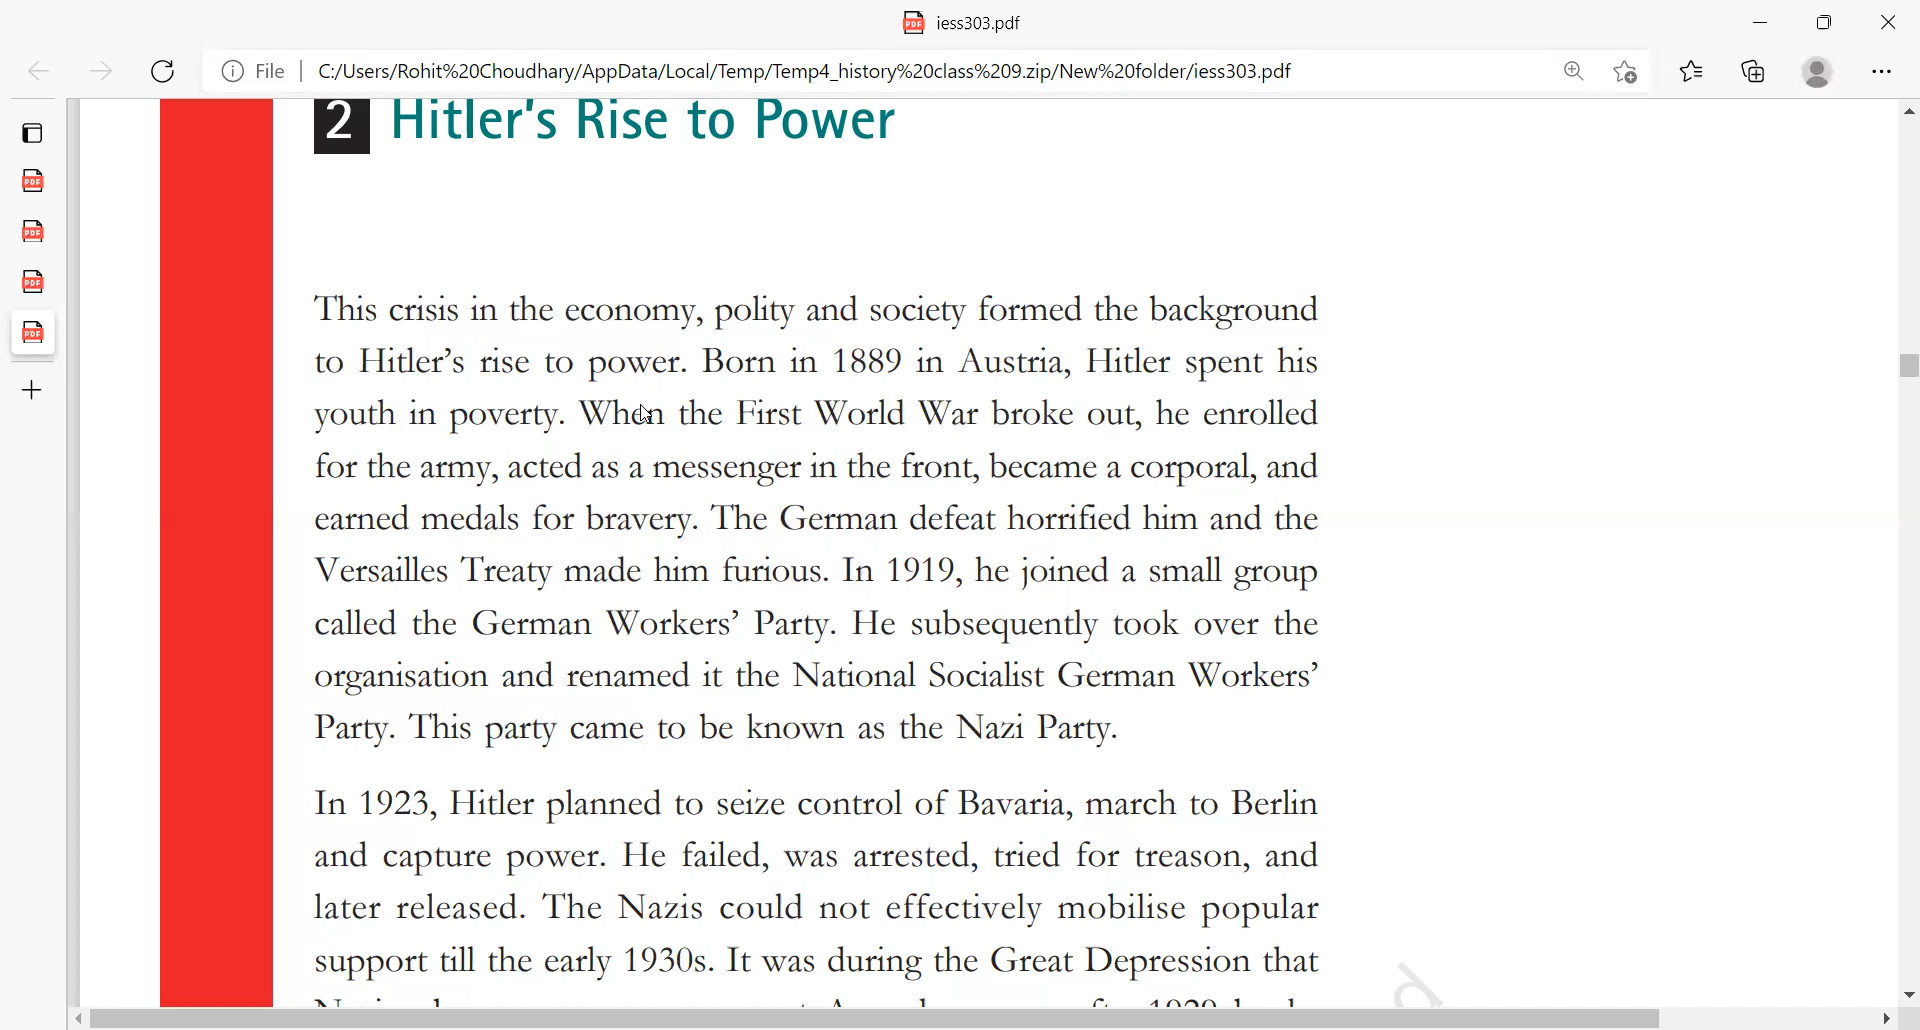 iess303.pdf
File | C:/Users/Rohit%20Choudhary/AppData/Local/Temp/Temp4_history%20class%209.zip/New%20folder/iess303.pdf
2 Hitler's Rise to Power
This crisis in the economy, polity and society formed the background
to Hitler's rise to power. Born in 1889 in Austria, Hitler spent his
youth in poverty. When the First World War broke out, he enrolled
for the army, acted as a messenger in the front, became a corporal, and
earned medals for bravery. The German defeat horrified him and the
Versailles Treaty made him furious. In 1919, he joined a small group
called the German Workers' Party. He subsequently took over the
organisation and renamed it the National Socialist German Workers'
Party. This party came to be known as the Nazi Party.
In 1923, Hitler planned to seize control of Bavaria, march to Berlin
and capture power. He failed, was arrested, tried for treason, and
later released. The Nazis could not effectively mobilise popular
support till the early 1930s. It was during the Great Depression that